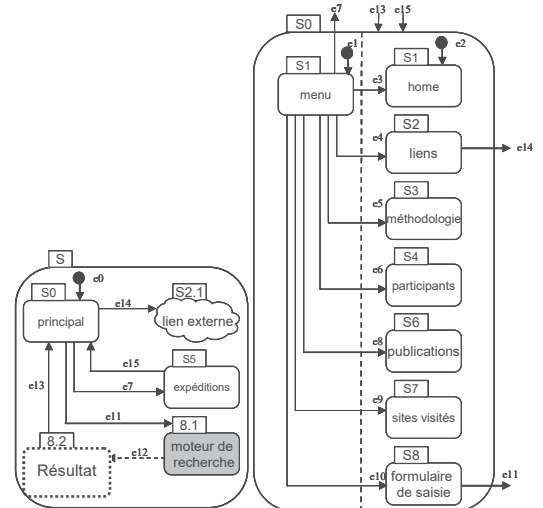 e7
e13
e15
S0
e1
e2
S1
S1
menu
e3
home
S2
e4
liens
e14
S3
e5
méthodologie
S4
e6
participants
S6
e8
publications
S7
e9
sites visités
S8
e10
formulaire
de saisie
e11
S
e0
S0
principal
e14
S2.1
lien externe
e15
S5
e7
expéditions
e13
e11
8.1
8.2
e12
moteur de
recherche
Résultat